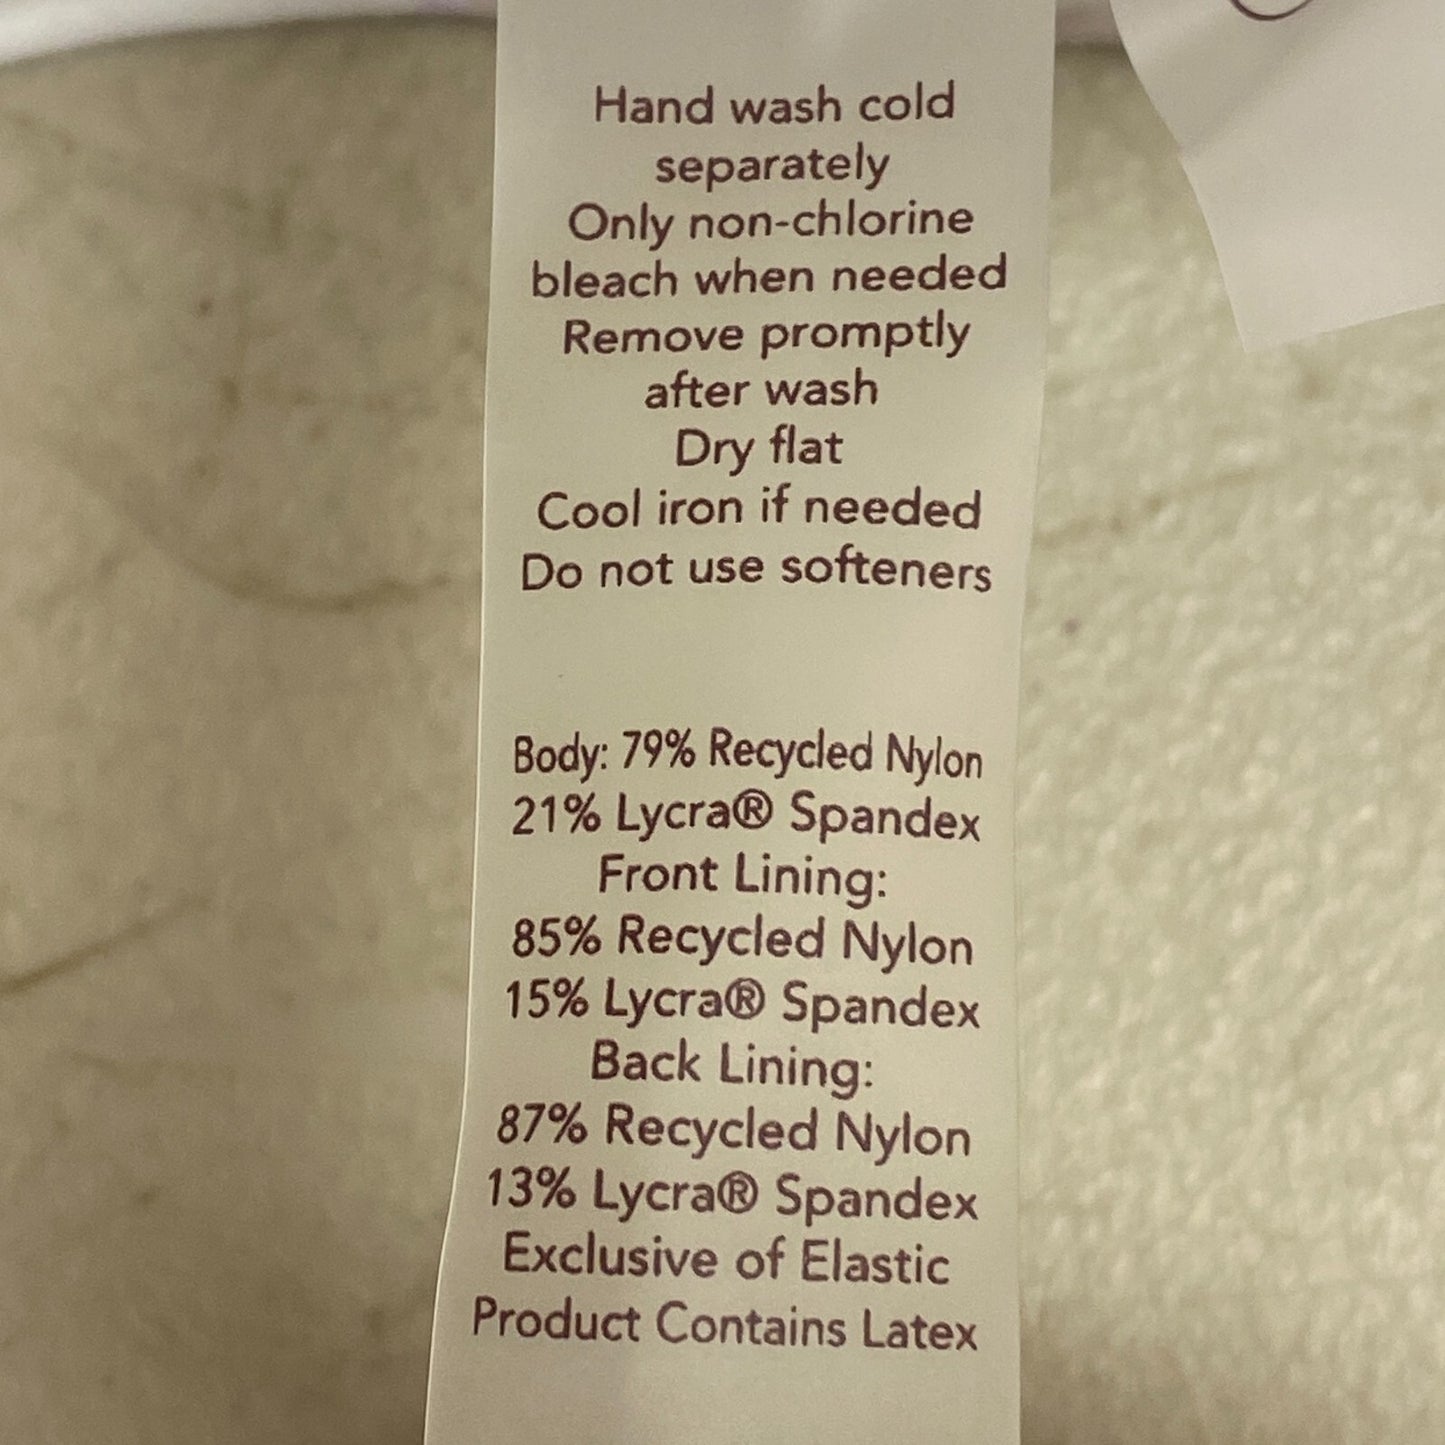 Hand wash cold
separately
Only non-chlorine
bleach when needed
Remove promptly
after wash
Dry flat
Cool iron if needed
Do not use softeners
Body: 79% Recycled Nylon
21% Lycra® Spandex
Front Lining:
85% Recycled Nylon
15% Lycra® Spandex
Back Lining:
87% Recycled Nylon
13% Lycra® Spandex
Exclusive of Elastic
Product Contains Latex